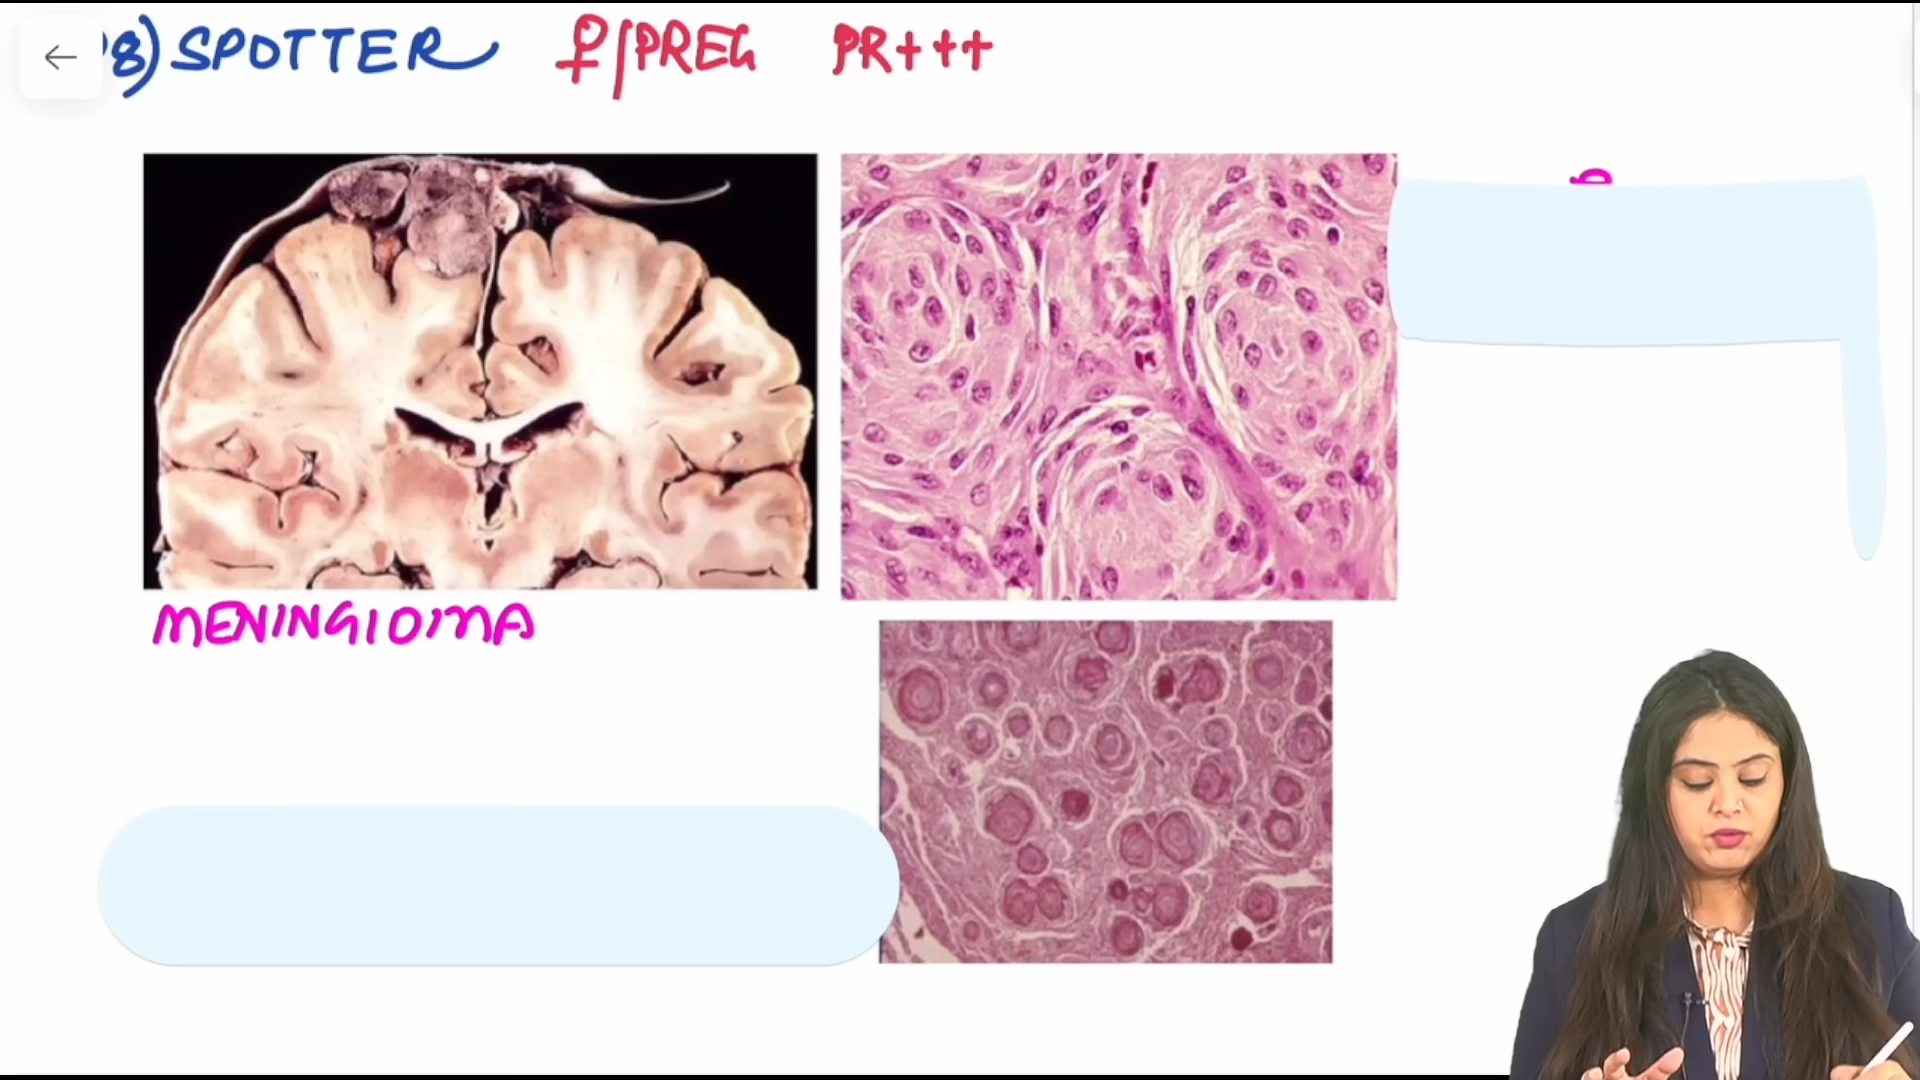 8) SPOTTER ♀/PREG PR+++
MENINGIOMA